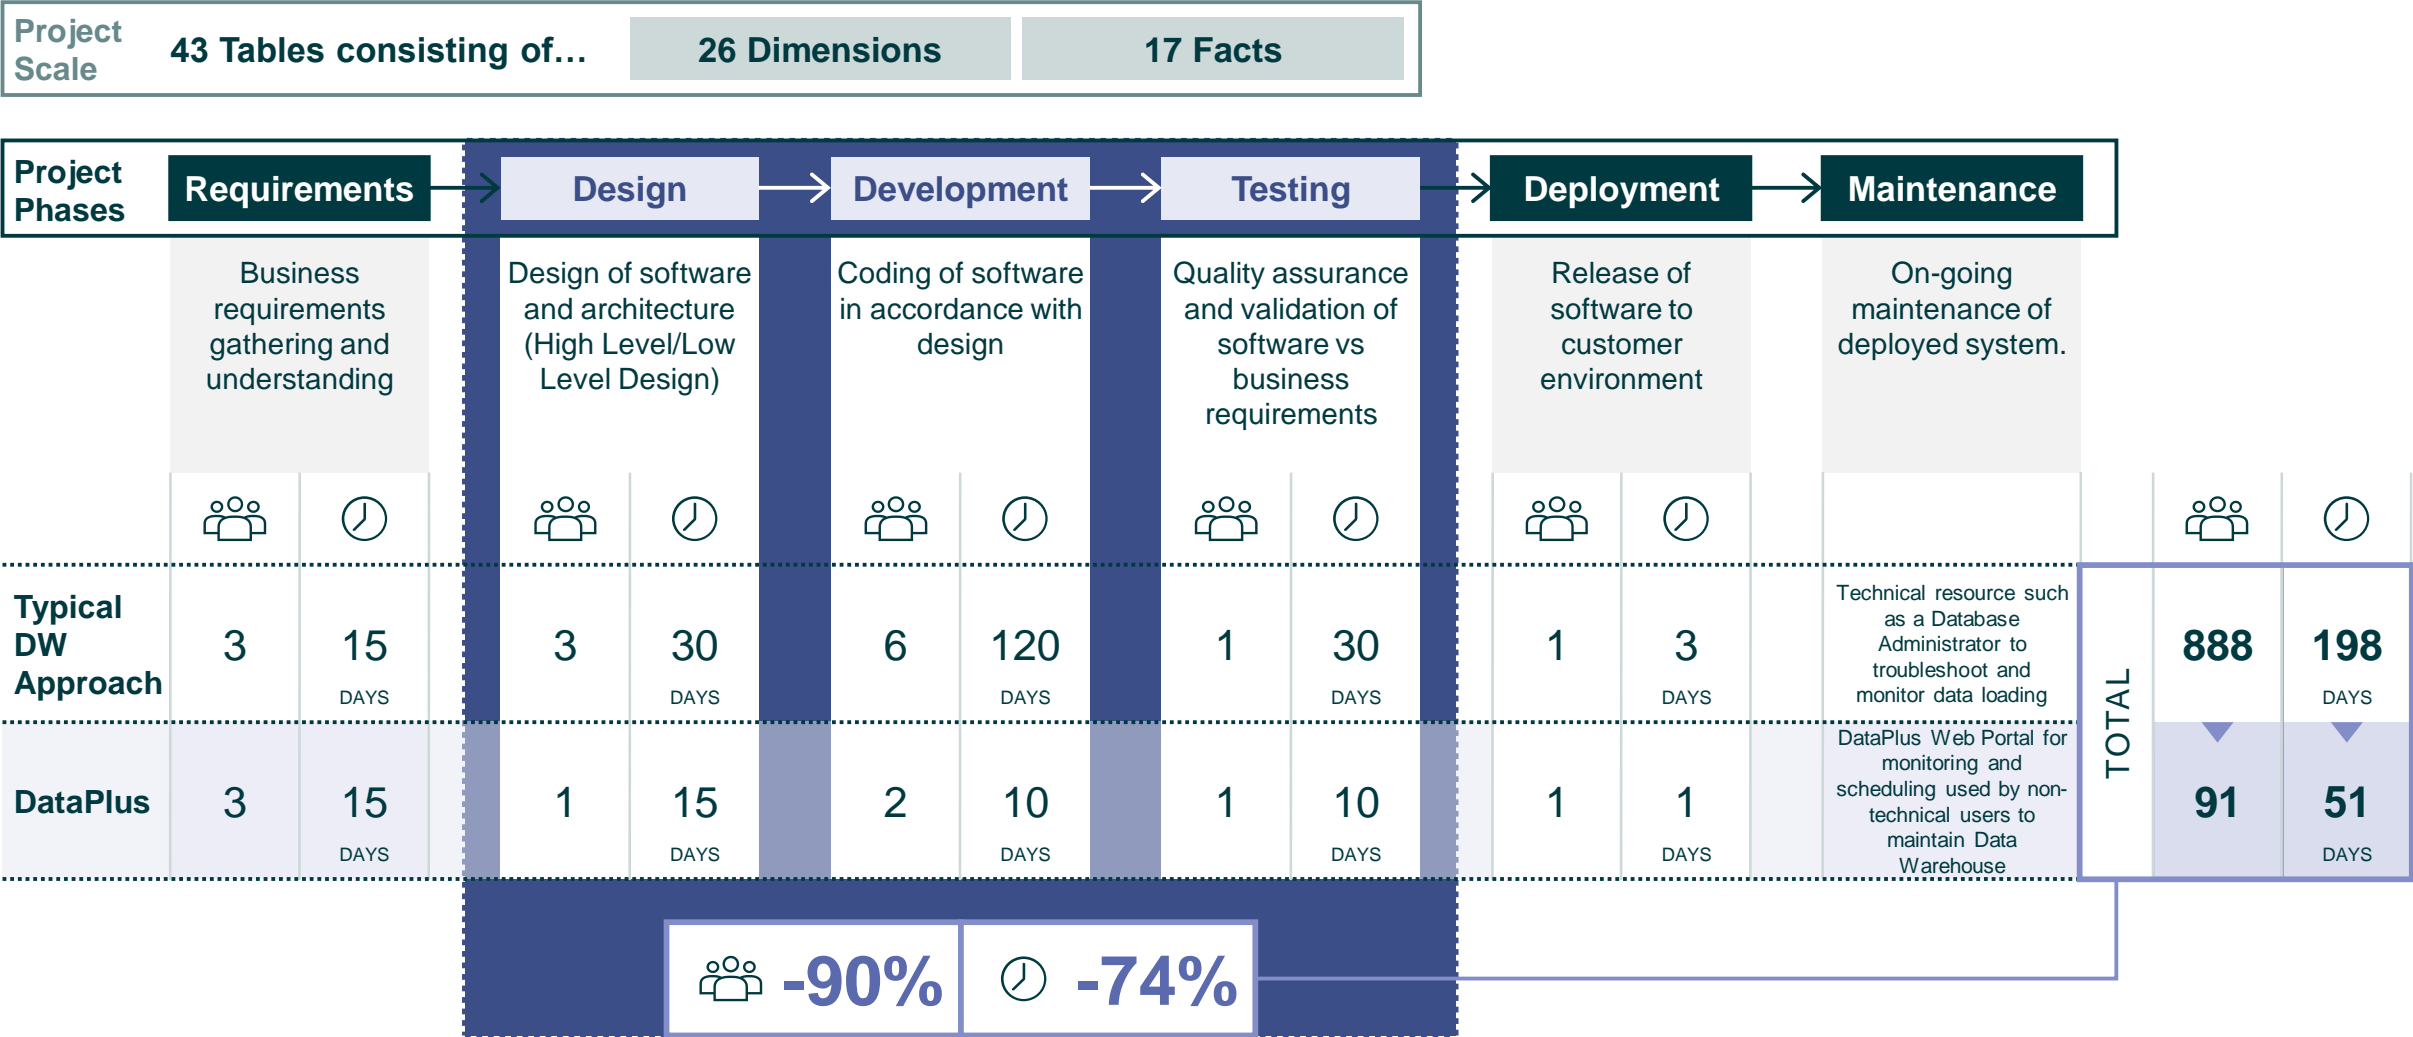 Project
Scale
43 Tables consisting of...
26 Dimensions
17 Facts
Project
Phases
Requirements
Design
Development
Testing
Deployment
Maintenance
Business
requirements
gathering and
understanding
Design of software
and architecture
(High Level/Low
Level Design)
Coding of software
in accordance with
design
Quality assurance
and validation of
software vs
business
requirements
Release of
software to
customer
environment
On-going
maintenance of
deployed system.
Typical
DW
Approach
3
15
DAYS
3
30
DAYS
6
120
DAYS
1
30
DAYS
1
3
DAYS
Technical resource such
as a Database
Administrator to
troubleshoot and
monitor data loading
TOTAL
888
198
DAYS
DataPlus
3
15
DAYS
1
15
DAYS
2
10
DAYS
1
10
DAYS
1
1
DAYS
DataPlus Web Portal for
monitoring and
scheduling used by non-
technical users to
maintain Data
Warehouse
91
51
DAYS
-90%
-74%